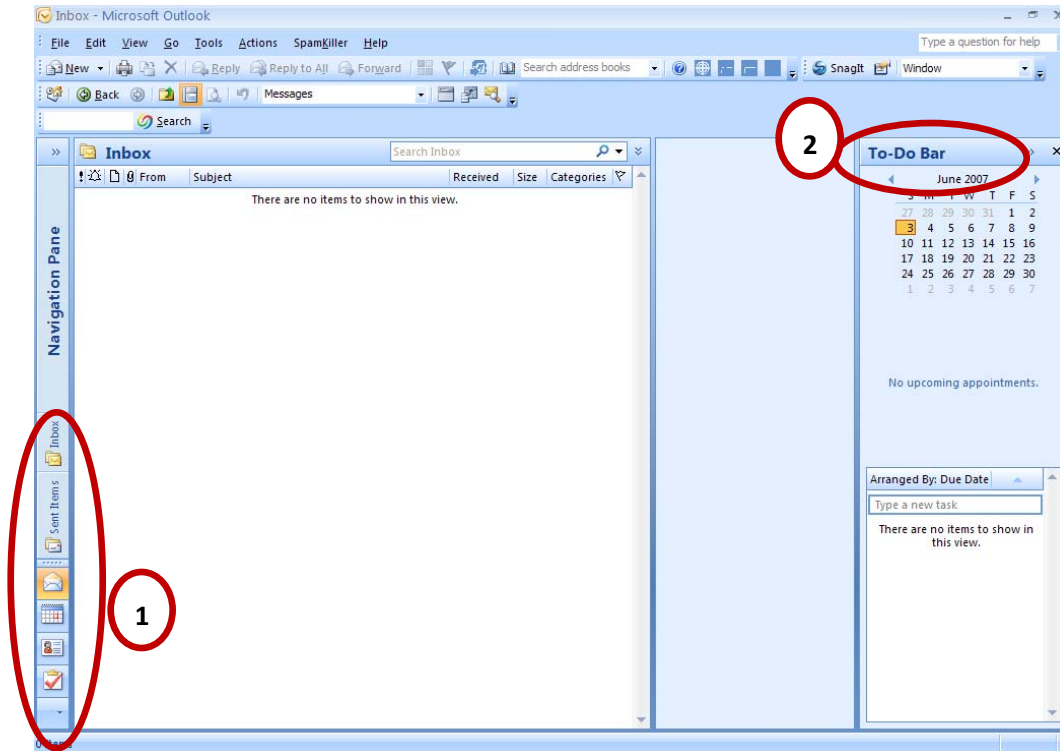 Inbox - Microsoft Outlook
File Edit View Go Tools Actions SpamKiller Help
Type a question for help
New Reply Reply to All Forward Search address books SnagIt Window
Back Messages
Search
Inbox
Search Inbox
From Subject Received Size Categories
There are no items to show in this view.
Navigation Pane
Inbox
Sent Items
1
2
To-Do Bar
June 2007
S M T W T F S
27 28 29 30 31 1 2
3 4 5 6 7 8 9
10 11 12 13 14 15 16
17 18 19 20 21 22 23
24 25 26 27 28 29 30
1 2 3 4 5 6 7
No upcoming appointments.
Arranged By: Due Date
Type a new task
There are no items to show in
this view.
0 Items